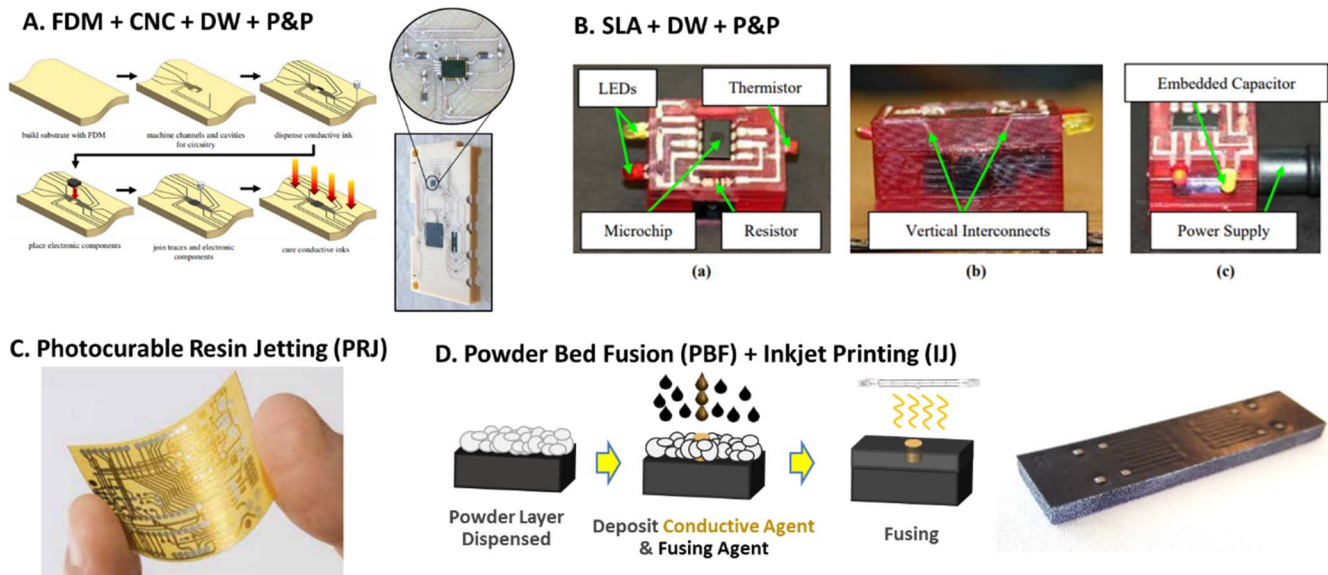 A. FDM + CNC + DW + P&P
build substrate with FDM
machine channels and cavities
for circuitry
dispense conductive ink
place electronic components
join traces and electronic
components
cure conductive inks
B. SLA + DW + P&P
LEDs
Thermistor
Microchip
Resistor
(a)
Vertical Interconnects
(b)
Embedded Capacitor
Power Supply
(c)
C. Photocurable Resin Jetting (PRJ)
D. Powder Bed Fusion (PBF) + Inkjet Printing (IJ)
Powder Layer
Dispensed
Deposit Conductive Agent
& Fusing Agent
Fusing